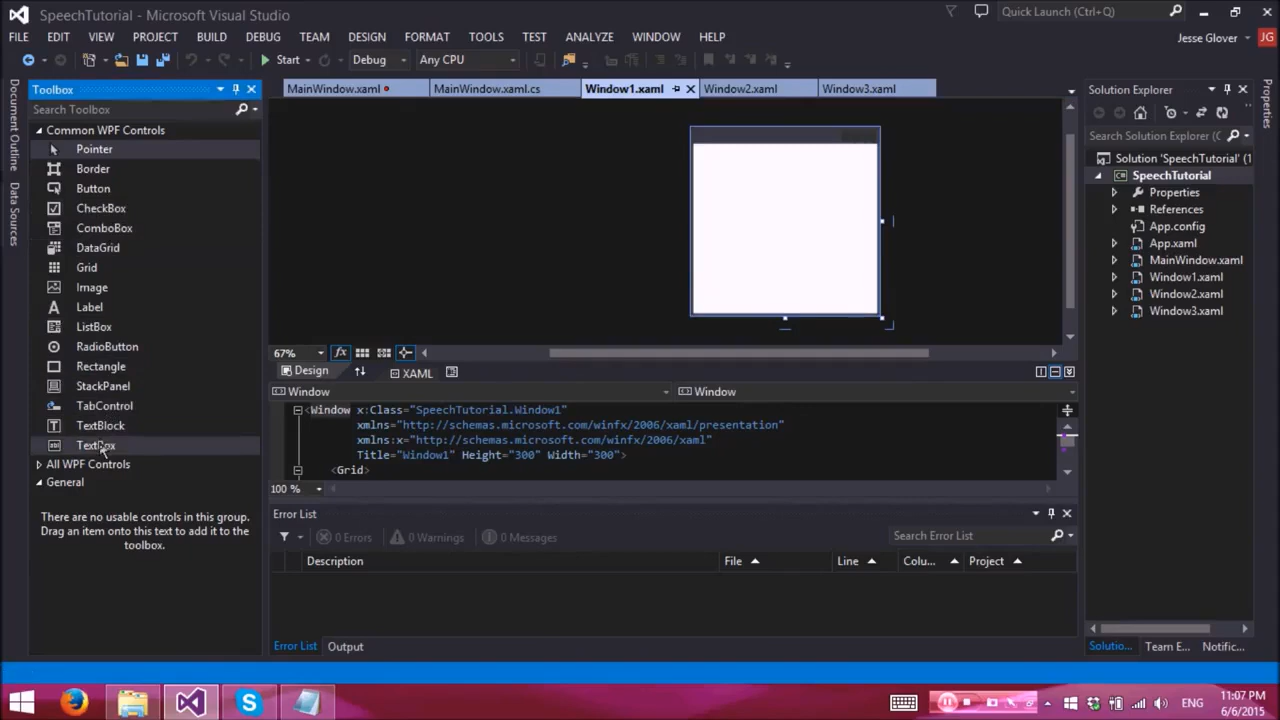 SpeechTutorial - Microsoft Visual Studio
Quick Launch (Ctrl+Q)
FILE EDIT VIEW PROJECT BUILD DEBUG TEAM DESIGN FORMAT TOOLS TEST ANALYZE WINDOW HELP
Jesse Glover
JG
Start Debug Any CPU
Document Outline
Data Sources
Toolbox
Search Toolbox
Common WPF Controls
Pointer
Border
Button
CheckBox
ComboBox
DataGrid
Grid
Image
Label
ListBox
RadioButton
Rectangle
StackPanel
TabControl
TextBlock
TextBox
All WPF Controls
General
There are no usable controls in this group.
Drag an item onto this text to add it to the
toolbox.
MainWindow.xaml MainWindow.xaml.cs Window1.xaml Window2.xaml Window3.xaml
67%
Design XAML
Window Window
<Window x:Class="SpeechTutorial.Window1"
xmlns="http://schemas.microsoft.com/winfx/2006/xaml/presentation"
xmlns:x="http://schemas.microsoft.com/winfx/2006/xaml"
Title="Window1" Height="300" Width="300">
<Grid>
100 %
Error List
0 Errors 0 Warnings 0 Messages
Search Error List
Description File Line Colu... Project
Error List Output
Solution Explorer
Search Solution Explorer
Solution 'SpeechTutorial' (1
SpeechTutorial
Properties
References
App.config
App.xaml
MainWindow.xaml
Window1.xaml
Window2.xaml
Window3.xaml
Solutio... Team E... Notific...
Properties
ENG
11:07 PM
6/6/2015